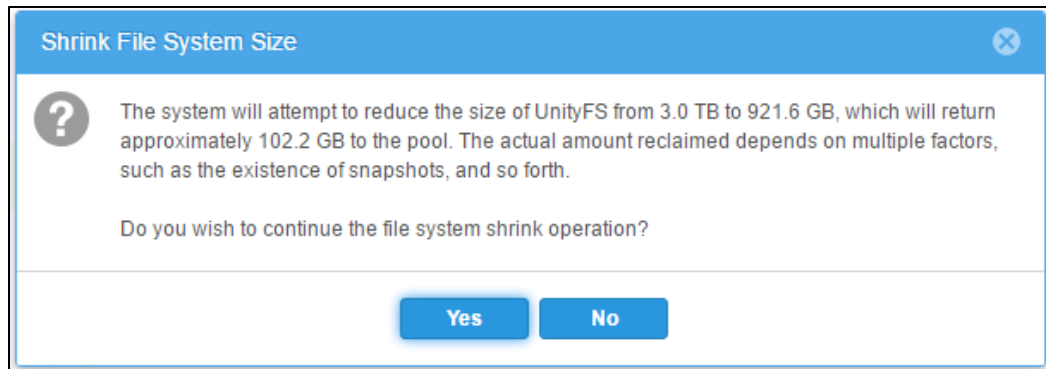 Shrink File System Size
?
The system will attempt to reduce the size of UnityFS from 3.0 TB to 921.6 GB, which will return
approximately 102.2 GB to the pool. The actual amount reclaimed depends on multiple factors,
such as the existence of snapshots, and so forth.
Do you wish to continue the file system shrink operation?
Yes No